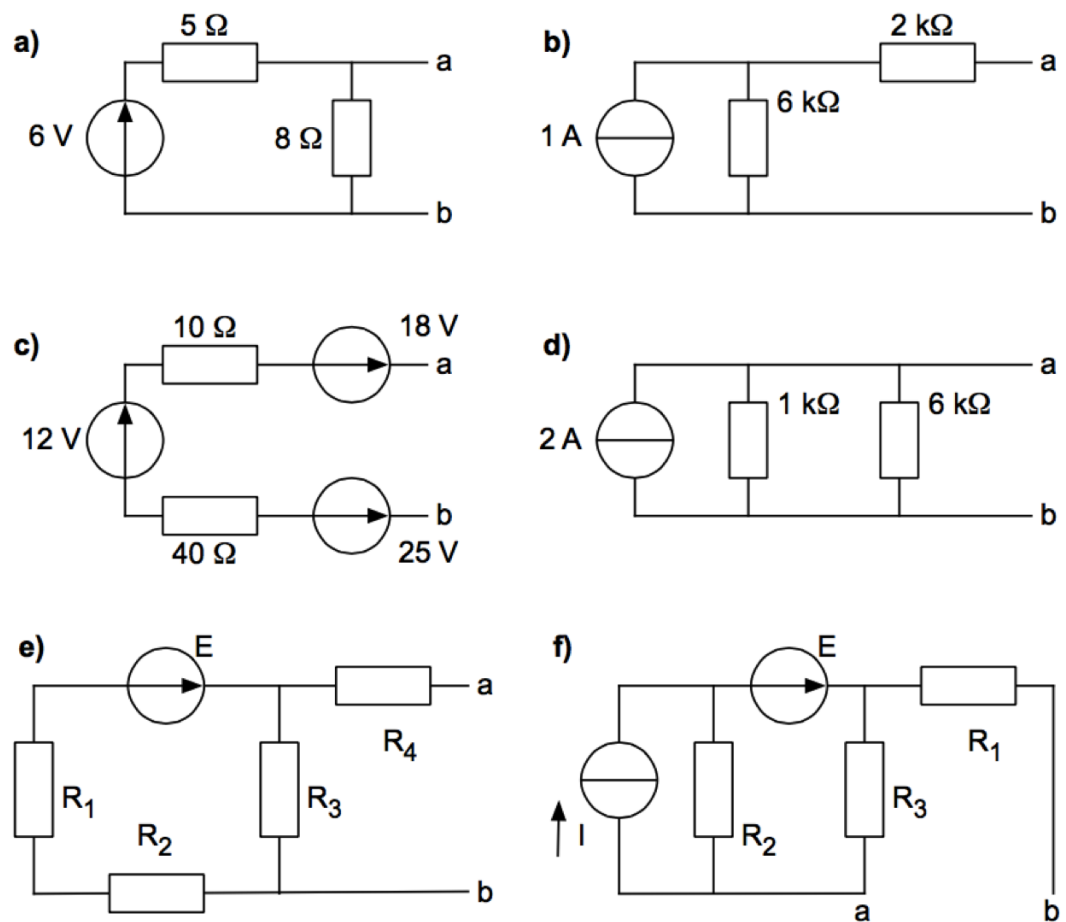 a)
5 Ω
6 V
8 Ω
a
b
b)
2 kΩ
1 A
6 kΩ
a
b
c)
10 Ω
18 V
12 V
40 Ω
25 V
a
b
d)
2 A
1 kΩ
6 kΩ
a
b
e)
E
R4
R1
R2
R3
a
b
f)
E
R1
I
R2
R3
a
b